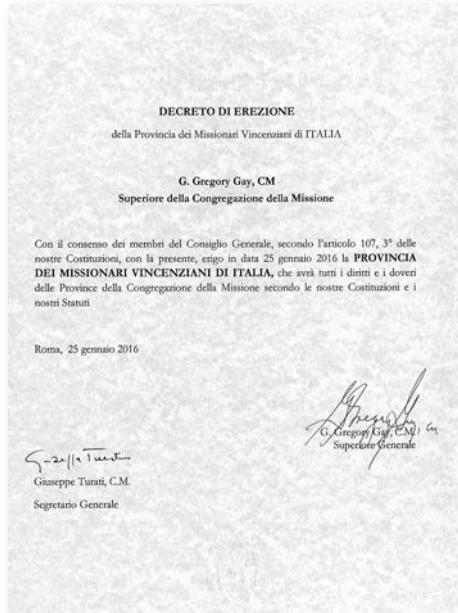 DECRETO DI EREZIONE
della Provincia dei Missionari Vincenziani di ITALIA
G. Gregory Gay, CM
Superiore della Congregazione della Missione
Con il consenso dei membri del Consiglio Generale, secondo l'articolo 107, 3° delle
nostre Costituzioni, con la presente, erigo in data 25 gennaio 2016 la PROVINCIA
DEI MISSIONARI VINCENZIANI DI ITALIA, che avrà tutti i diritti e i doveri
delle Province della Congregazione della Missione secondo le nostre Costituzioni e i
nostri Statuti
Roma, 25 gennaio 2016
G. Gregory Gay, C.M.
Superiore Generale
Giuseppe Turati, C.M.
Segretario Generale